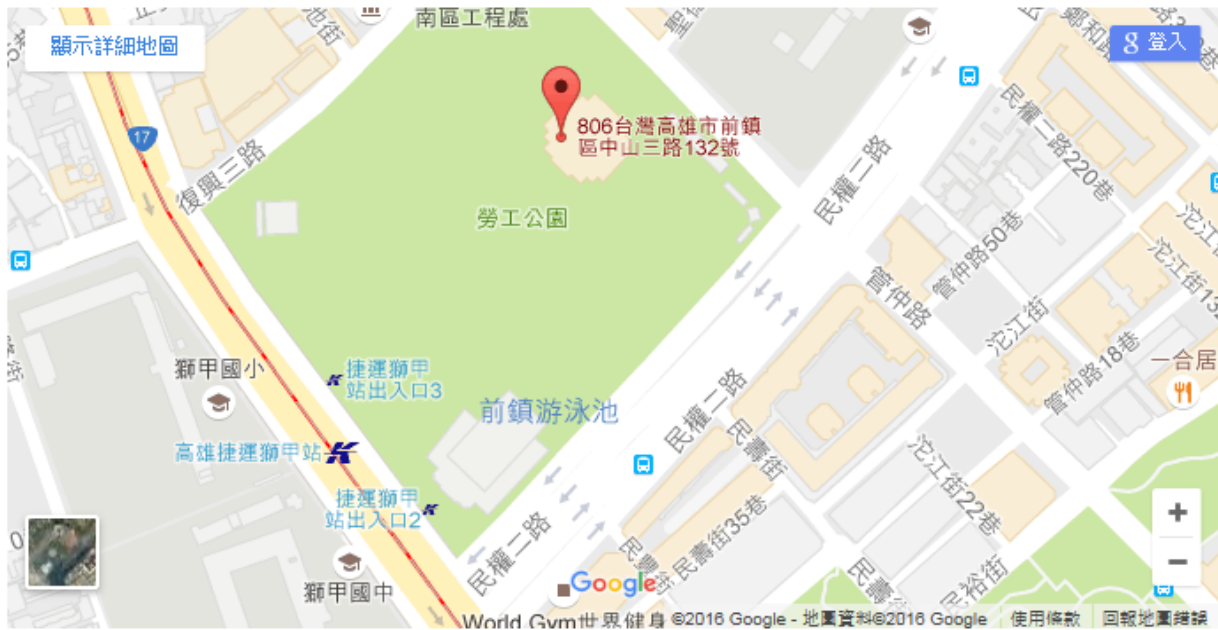 南區工程處
顯示詳細地圖
登入
17
806台灣高雄市前鎮
區中山三路132號
復興三路
勞工公園
民權二路
民權二路220巷
管仲路50巷
管仲路
沱江街
管仲路18巷
一合居
獅甲國小
捷運獅甲
站出入口3
前鎮游泳池
民權二路
民壽街
高雄捷運獅甲站
捷運獅甲
站出入口2
沱江街22巷
民壽街35巷
民權二路
民裕街
獅甲國中
Google
World Gym世界健身
©2016 Google - 地圖資料©2016 Google
使用條款
回報地圖錯誤